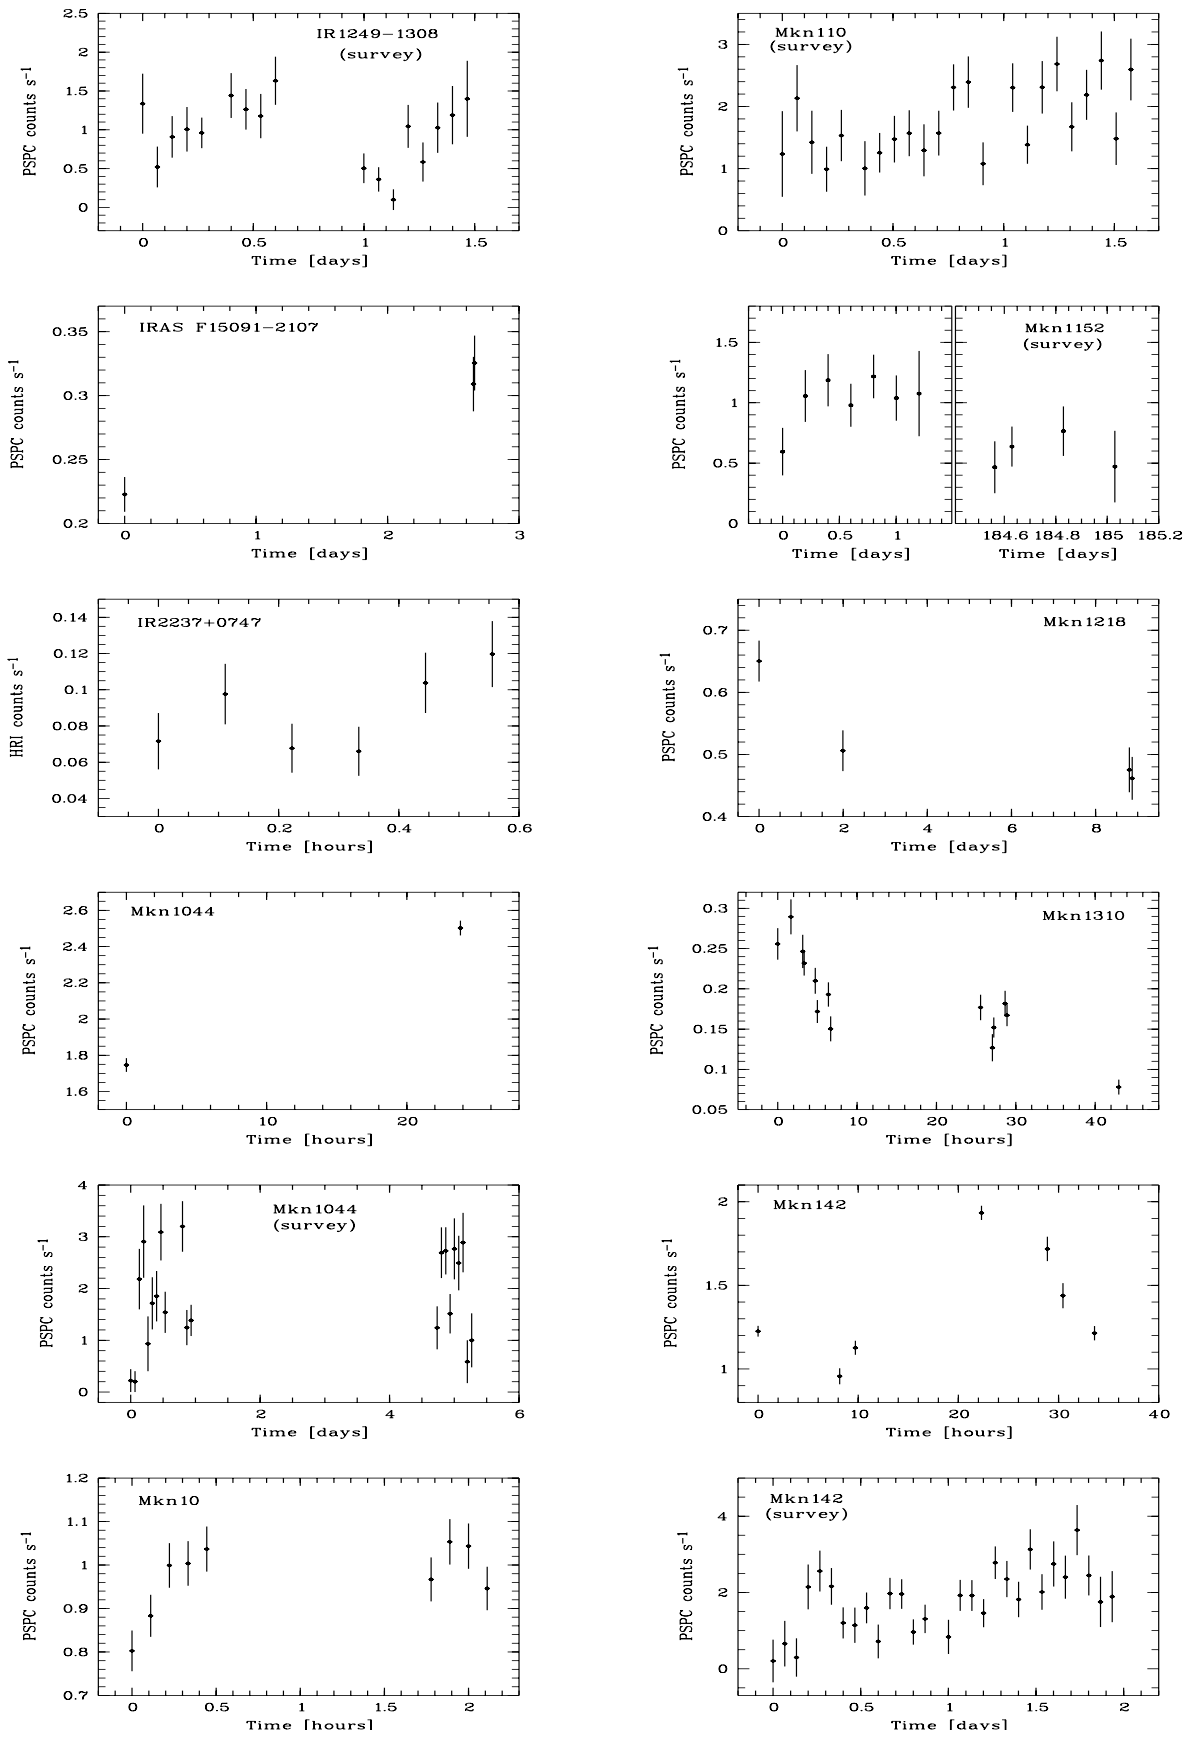 IR1249−1308
(survey)
PSPC counts s⁻¹
2.5
2
1.5
1
0.5
0
0 0.5 1 1.5
Time [days]
Mkn110
(survey)
PSPC counts s⁻¹
3
2
1
0
0 0.5 1 1.5
Time [days]
IRAS F15091−2107
PSPC counts s⁻¹
0.35
0.3
0.25
0.2
0 1 2 3
Time [days]
Mkn1152
(survey)
PSPC counts s⁻¹
1.5
1
0.5
0
0 0.5 1 184.6 184.8 185 185.2
Time [days] Time [days]
IR2237+0747
HRI counts s⁻¹
0.14
0.12
0.1
0.08
0.06
0.04
0 0.2 0.4 0.6
Time [hours]
Mkn1218
PSPC counts s⁻¹
0.7
0.6
0.5
0.4
0 2 4 6 8
Time [days]
Mkn1044
PSPC counts s⁻¹
2.6
2.4
2.2
2
1.8
1.6
0 10 20
Time [hours]
Mkn1310
PSPC counts s⁻¹
0.3
0.25
0.2
0.15
0.1
0.05
0 10 20 30 40
Time [hours]
Mkn1044
(survey)
PSPC counts s⁻¹
4
3
2
1
0
0 2 4 6
Time [days]
Mkn142
PSPC counts s⁻¹
2
1.5
1
0 10 20 30 40
Time [hours]
Mkn10
PSPC counts s⁻¹
1.2
1.1
1
0.9
0.8
0.7
0 0.5 1 1.5 2
Time [hours]
Mkn142
(survey)
PSPC counts s⁻¹
4
2
0
0 0.5 1 1.5 2
Time [days]